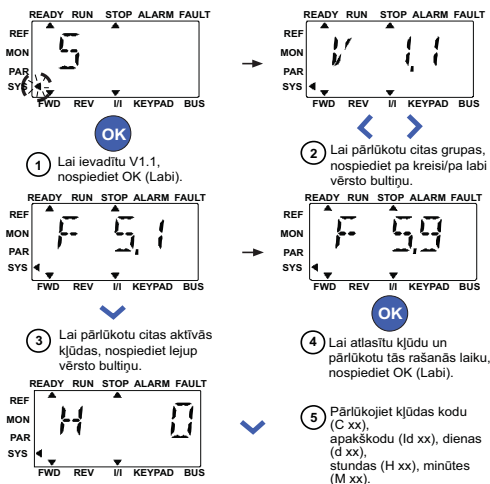 READY RUN STOP ALARM FAULT
REF
MON
PAR
SYS
S
FWD REV I/I KEYPAD BUS
OK
1 Lai ievadītu V1.1,
nospiediet OK (Labi).
READY RUN STOP ALARM FAULT
REF
MON
PAR
SYS
V 1.1
FWD REV I/I KEYPAD BUS
2 Lai pārlūkotu citas grupas,
nospiediet pa kreisi/pa labi
vērsto bultiņu.
READY RUN STOP ALARM FAULT
REF
MON
PAR
SYS
F 5.1
FWD REV I/I KEYPAD BUS
3 Lai pārlūkotu citas aktīvās
kļūdas, nospiediet lejup
vērsto bultiņu.
READY RUN STOP ALARM FAULT
REF
MON
PAR
SYS
F 5.9
FWD REV I/I KEYPAD BUS
OK
4 Lai atlasītu kļūdu un
pārlūkotu tās rašanās laiku,
nospiediet OK (Labi).
READY RUN STOP ALARM FAULT
REF
MON
PAR
SYS
H 0
FWD REV I/I KEYPAD BUS
5 Pārlūkojiet kļūdas kodu
(C xx),
apakškodu (Id xx), dienas
(d xx),
stundas (H xx), minūtes
(M xx).